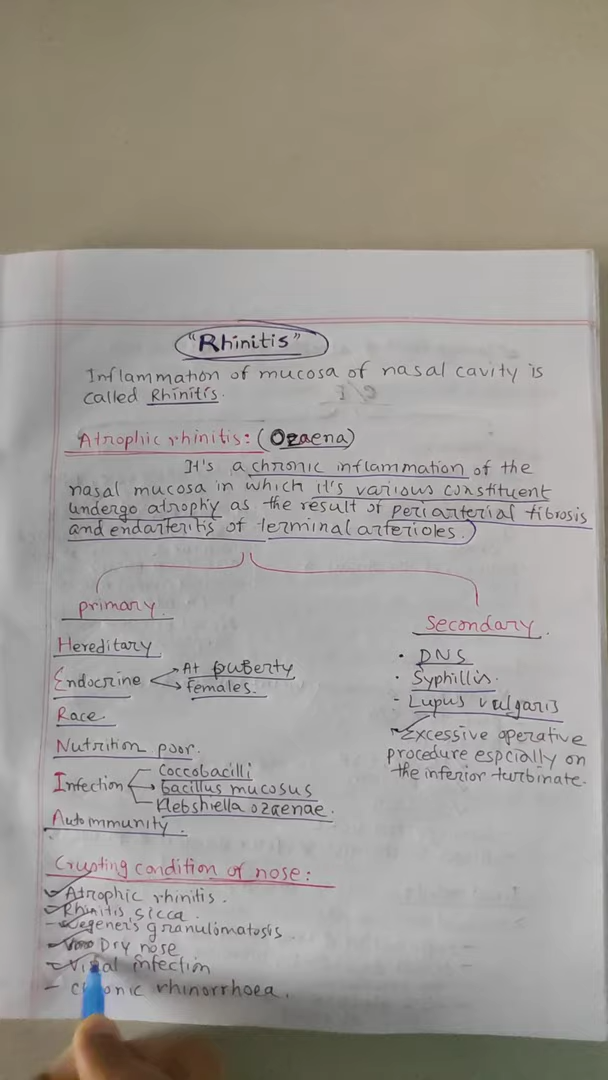 "Rhinitis"
Inflammation of mucosa of nasal cavity is
called Rhinitis.
Atrophic rhinitis: (Ozaena)
It's a chronic inflammation of the
nasal mucosa in which it's various constituent
undergo atrophy as the result of periarterial fibrosis
and endarteritis of terminal arterioles.)
primary.
Hereditary
Endocrine
At puberty
females.
Race.
Nutrition poor.
Infection
Coccobacilli
bacillus mucosus
Klebshiella ozaenae.
Autoimmunity.
Secondary.
• DNS
• Syphillis.
- Lupus vulgaris
- Excessive operative
procedure espcially on
the inferior turbinate.
Crusting condition of nose:
- Atrophic rhinitis.
- Rhinitis sicca.
- Wegener's granulomatosis.
- Dry nose
- Viral infection
- chronic rhinorrhoea.